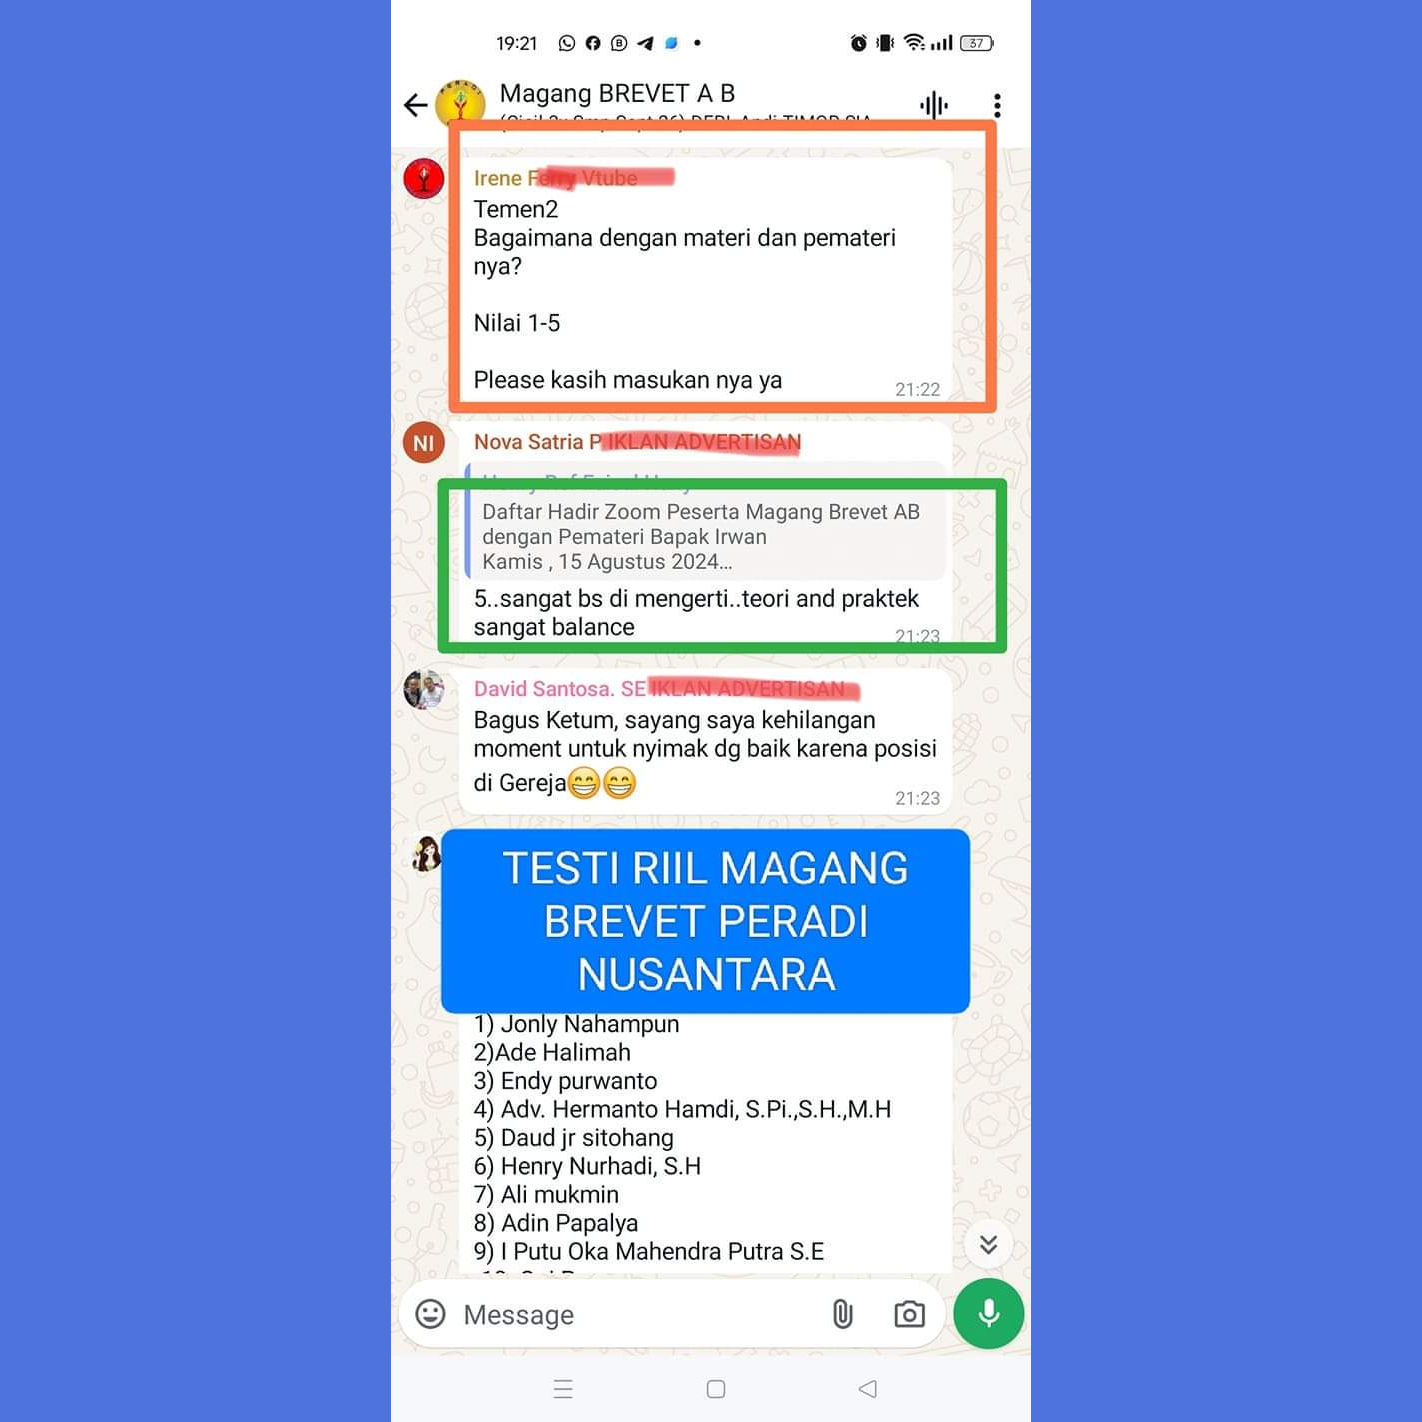 19:21
37
Magang BREVET A B
Irene Ferry Vtube
Temen2
Bagaimana dengan materi dan pemateri
nya?
Nilai 1-5
Please kasih masukan nya ya
21:22
NI
Nova Satria P IKLAN ADVERTISAN
Daftar Hadir Zoom Peserta Magang Brevet AB
dengan Pemateri Bapak Irwan
Kamis , 15 Agustus 2024...
5..sangat bs di mengerti..teori and praktek
sangat balance
21:23
David Santosa. SE IKLAN ADVERTISAN
Bagus Ketum, sayang saya kehilangan
moment untuk nyimak dg baik karena posisi
di Gereja😁😁
21:23
TESTI RIIL MAGANG
BREVET PERADI
NUSANTARA
1) Jonly Nahampun
2)Ade Halimah
3) Endy purwanto
4) Adv. Hermanto Hamdi, S.Pi.,S.H.,M.H
5) Daud jr sitohang
6) Henry Nurhadi, S.H
7) Ali mukmin
8) Adin Papalya
9) I Putu Oka Mahendra Putra S.E
Message